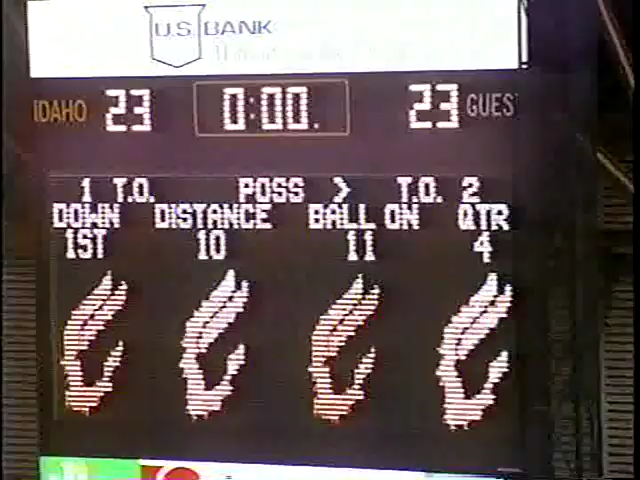 U.S. BANK
IDAHO 23 0:00. 23 GUES
1 T.O. POSS > T.O. 2
DOWN DISTANCE BALL ON QTR
1ST 10 11 4